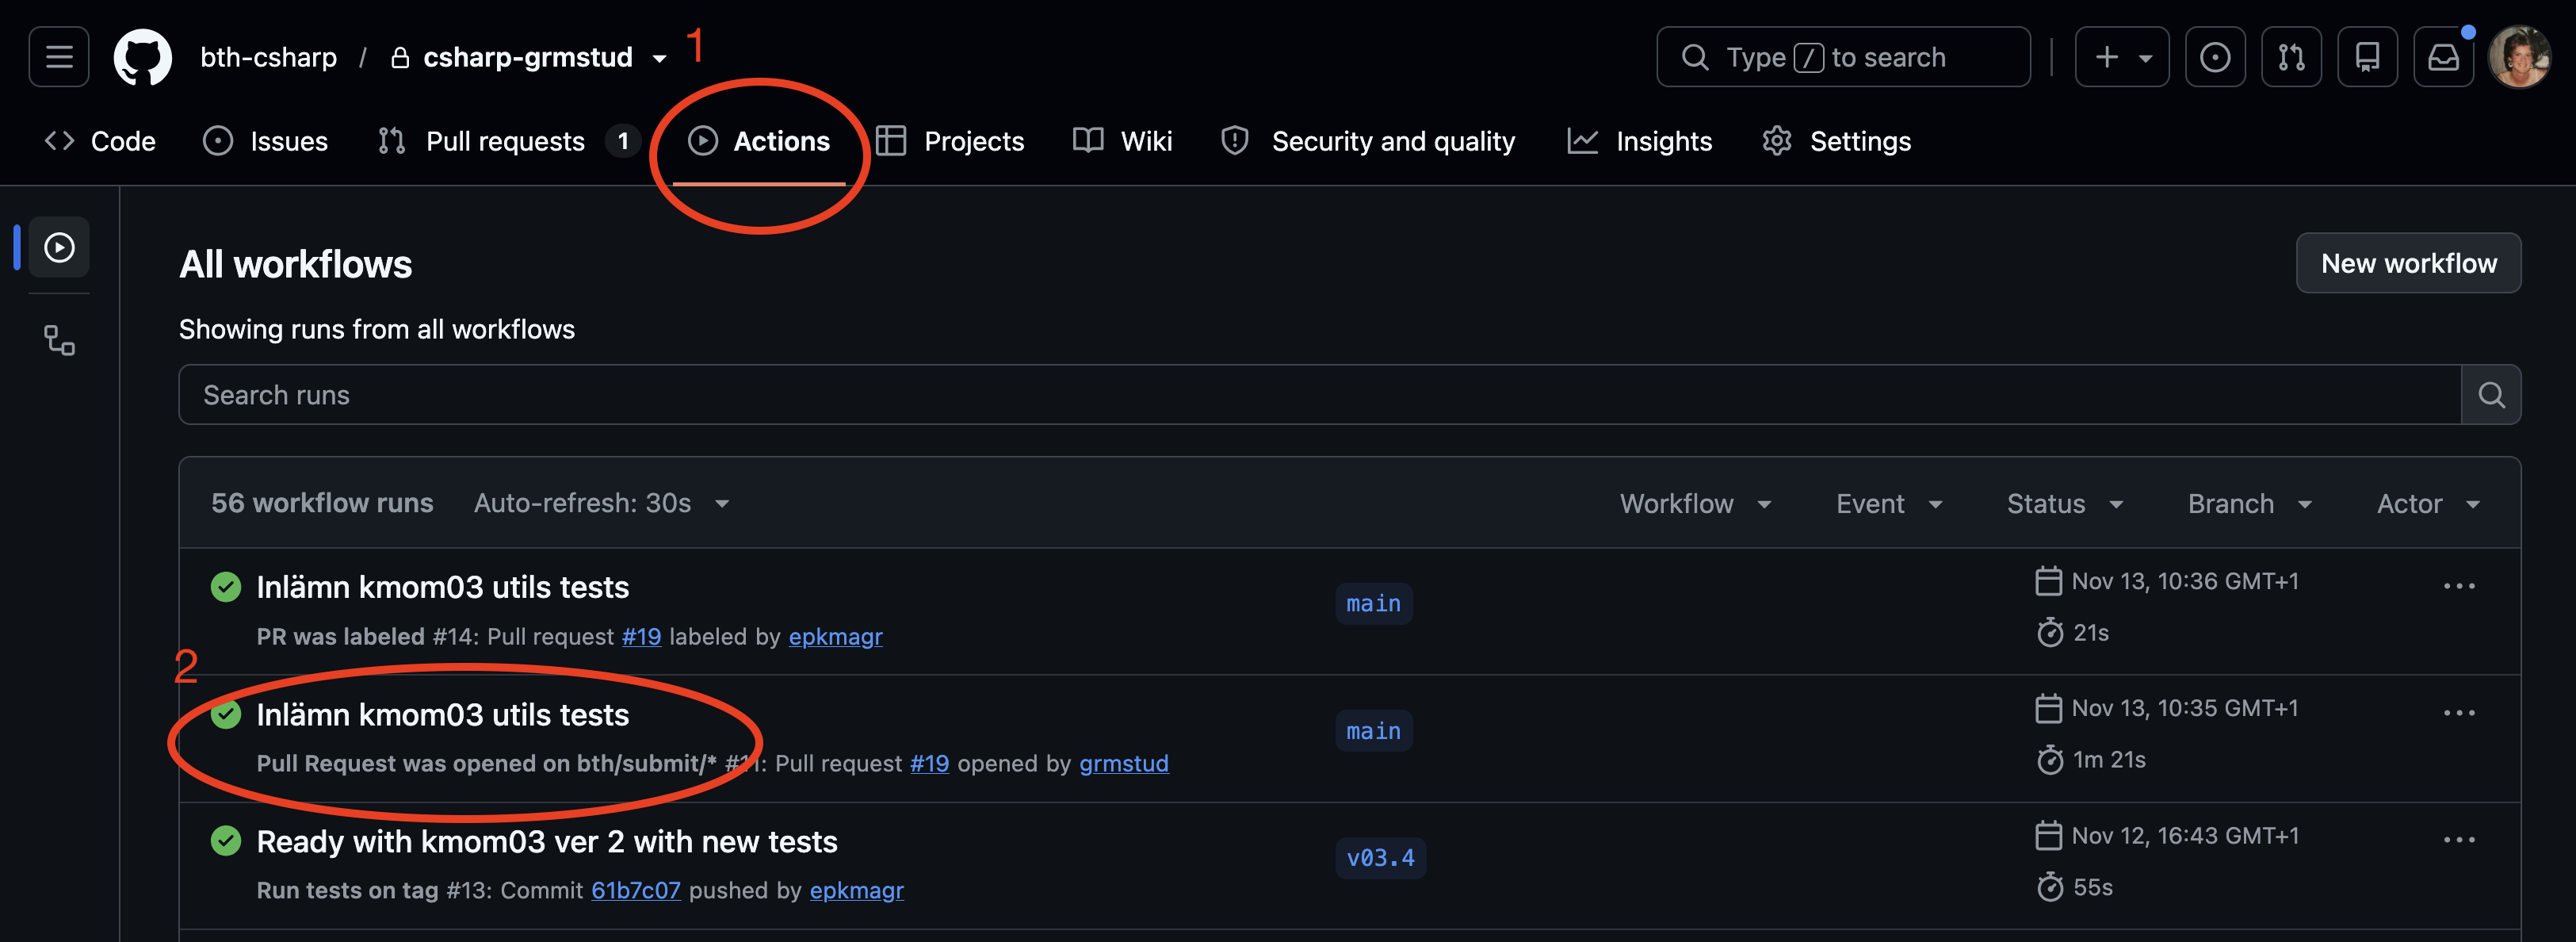 bth-csharp / csharp-grmstud
1
Type / to search
Code Issues Pull requests 1 Actions Projects Wiki Security and quality Insights Settings
All workflows
New workflow
Showing runs from all workflows
Search runs
56 workflow runs Auto-refresh: 30s Workflow Event Status Branch Actor
Inlämn kmom03 utils tests
main
Nov 13, 10:36 GMT+1
PR was labeled #14: Pull request #19 labeled by epkmagr
21s
2
Inlämn kmom03 utils tests
main
Nov 13, 10:35 GMT+1
Pull Request was opened on bth/submit/* #11: Pull request #19 opened by grmstud
1m 21s
Ready with kmom03 ver 2 with new tests
v03.4
Nov 12, 16:43 GMT+1
Run tests on tag #13: Commit 61b7c07 pushed by epkmagr
55s